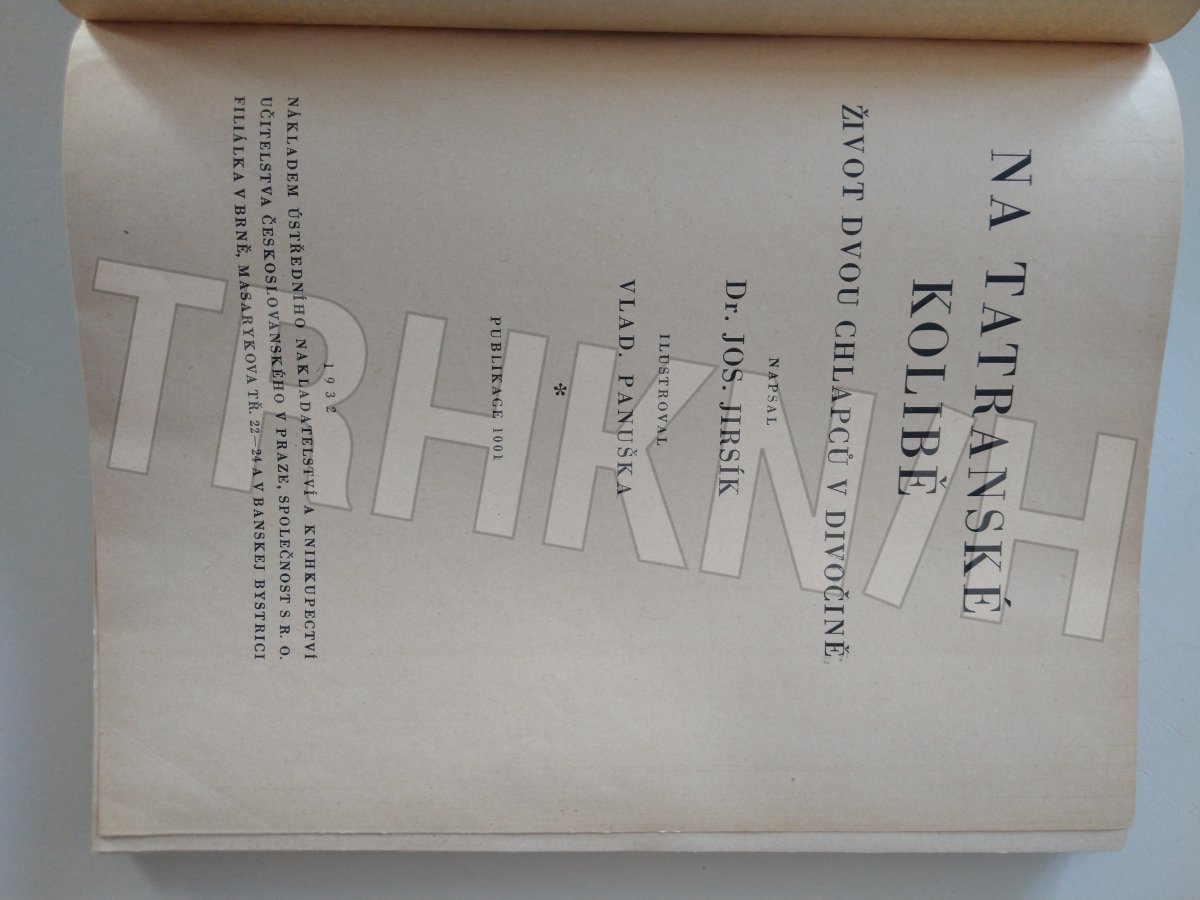 NA TATRANSKÉ
KOLIBĚ
ŽIVOT DVOU CHLAPCŮ V DIVOČINĚ
NAPSAL
Dr. JOS. JIRSÍK
ILUSTROVAL
VLAD. PANUŠKA
*
PUBLIKACE 1001
1932
NÁKLADEM ÚSTŘEDNÍHO NAKLADATELSTVÍ A KNIHKUPECTVÍ
UČITELSTVA ČESKOSLOVANSKÉHO V PRAZE, SPOLEČNOST S R. O.
FILIÁLKA V BRNĚ, MASARYKOVA TŘ. 22—24 A V BANSKEJ BYSTRICI
TRHKNIH